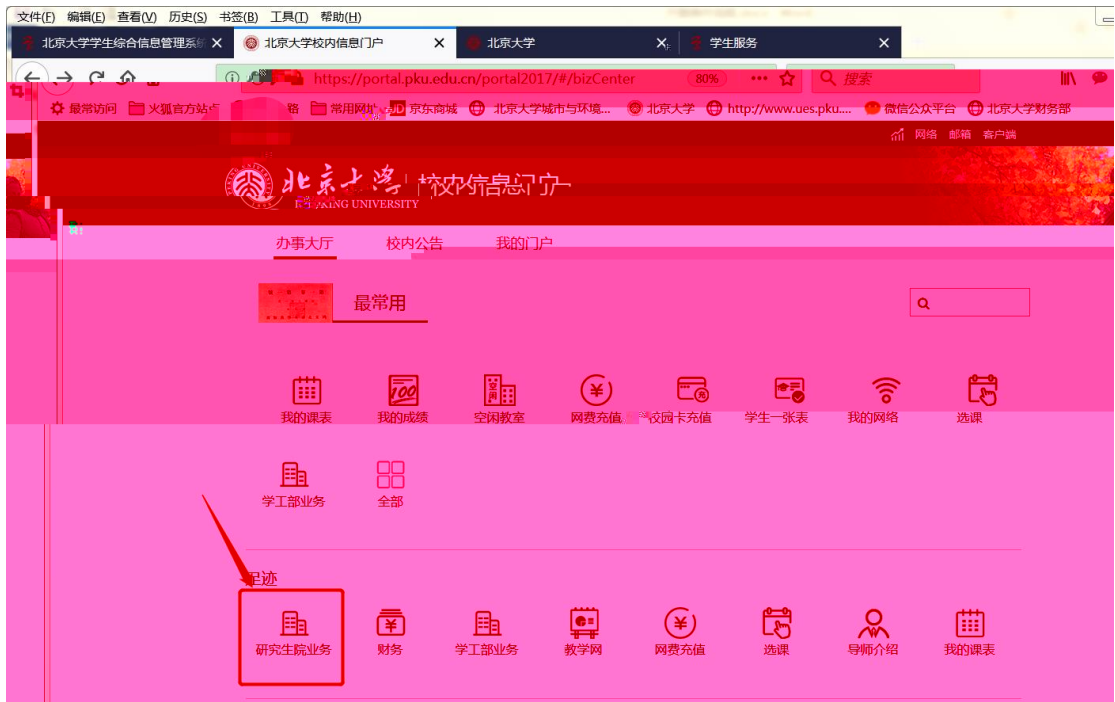 文件(F) 编辑(E) 查看(V) 历史(S) 书签(B) 工具(T) 帮助(H)
北京大学学生综合信息管理系统 北京大学校内信息门户 北京大学 学生服务
https://portal.pku.edu.cn/portal2017/#/bizCenter 80% 搜索
最常访问 火狐官方站点 常用网址 京东商城 北京大学城市与环境... 北京大学 http://www.ues.pku.... 微信公众平台 北京大学财务部
网络 邮箱 客户端
北京大学 校内信息门户
UNIVERSITY
办事大厅 校内公告 我的门户
最常用
我的课表 我的成绩 空闲教室 网费充值 校园卡充值 学生一张表 我的网络 选课
学工部业务 全部
足迹
研究生院业务 财务 学工部业务 教学网 网费充值 选课 导师介绍 我的课表